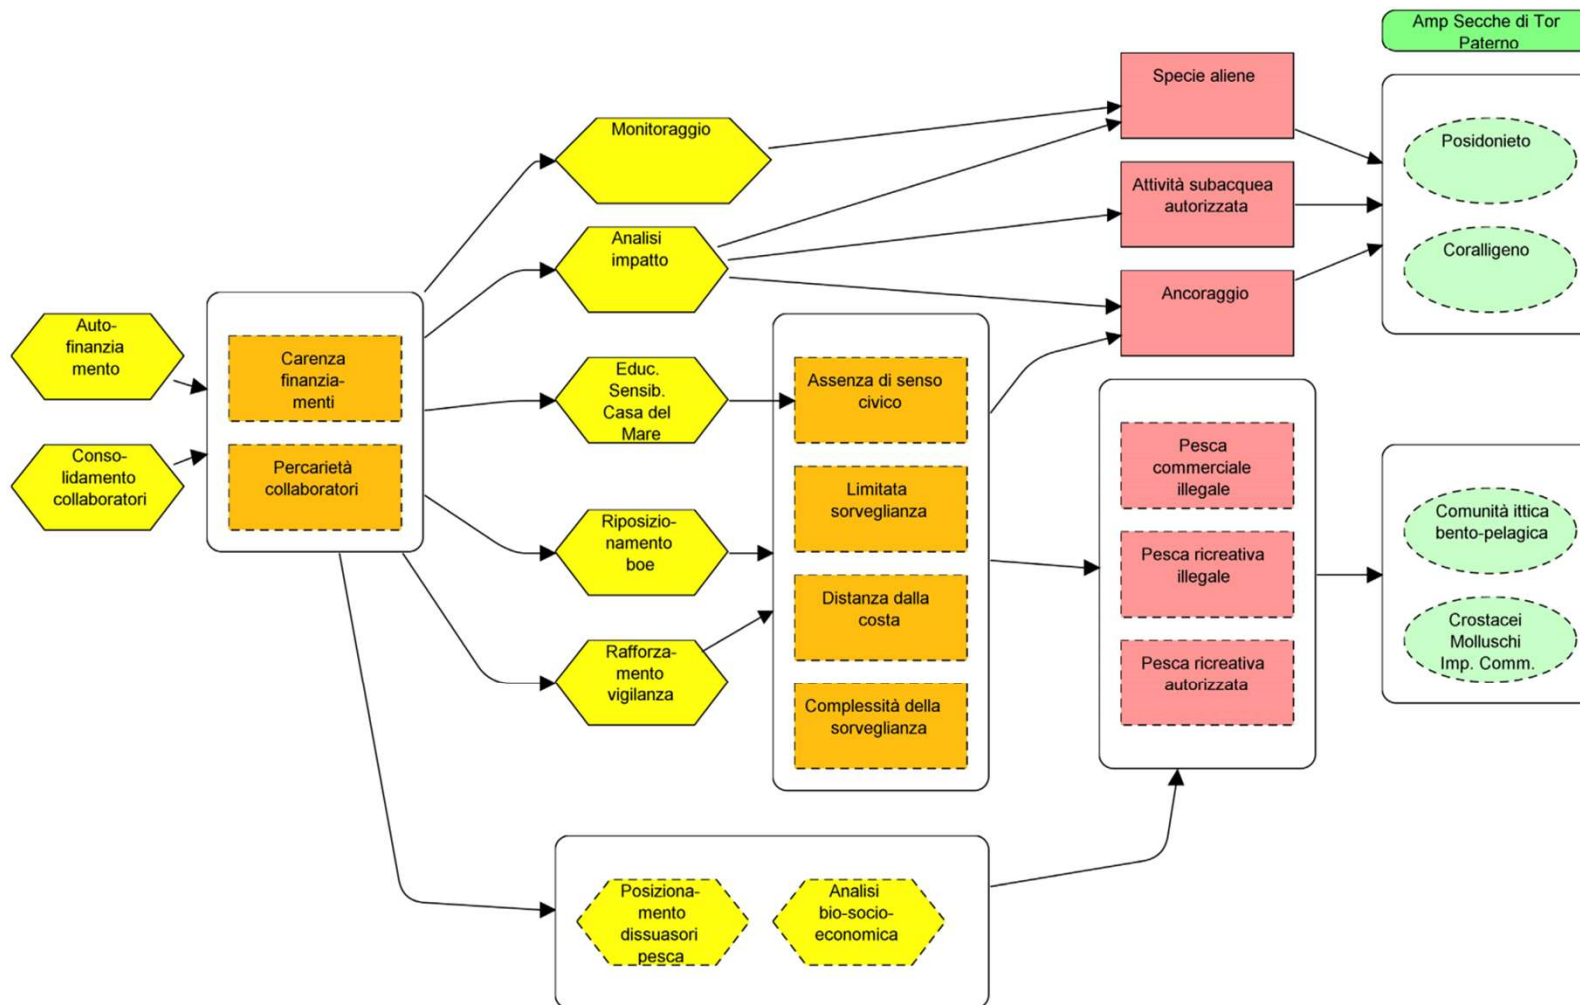 Amp Secche di Tor
Paterno
Specie aliene
Monitoraggio
Posidonieto
Attività subacquea
autorizzata
Analisi
impatto
Coralligeno
Ancoraggio
Auto-
finanzia
mento
Carenza
finanzia-
menti
Educ.
Sensib.
Casa del
Mare
Assenza di senso
civico
Conso-
lidamento
collaboratori
Percarietà
collaboratori
Pesca
commerciale
illegale
Limitata
sorveglianza
Comunità ittica
bento-pelagica
Riposizio-
namento
boe
Pesca ricreativa
illegale
Distanza dalla
costa
Crostacei
Molluschi
Imp. Comm.
Rafforza-
mento
vigilanza
Pesca ricreativa
autorizzata
Complessità della
sorveglianza
Posiziona-
mento
dissuasori
pesca
Analisi
bio-socio-
economica